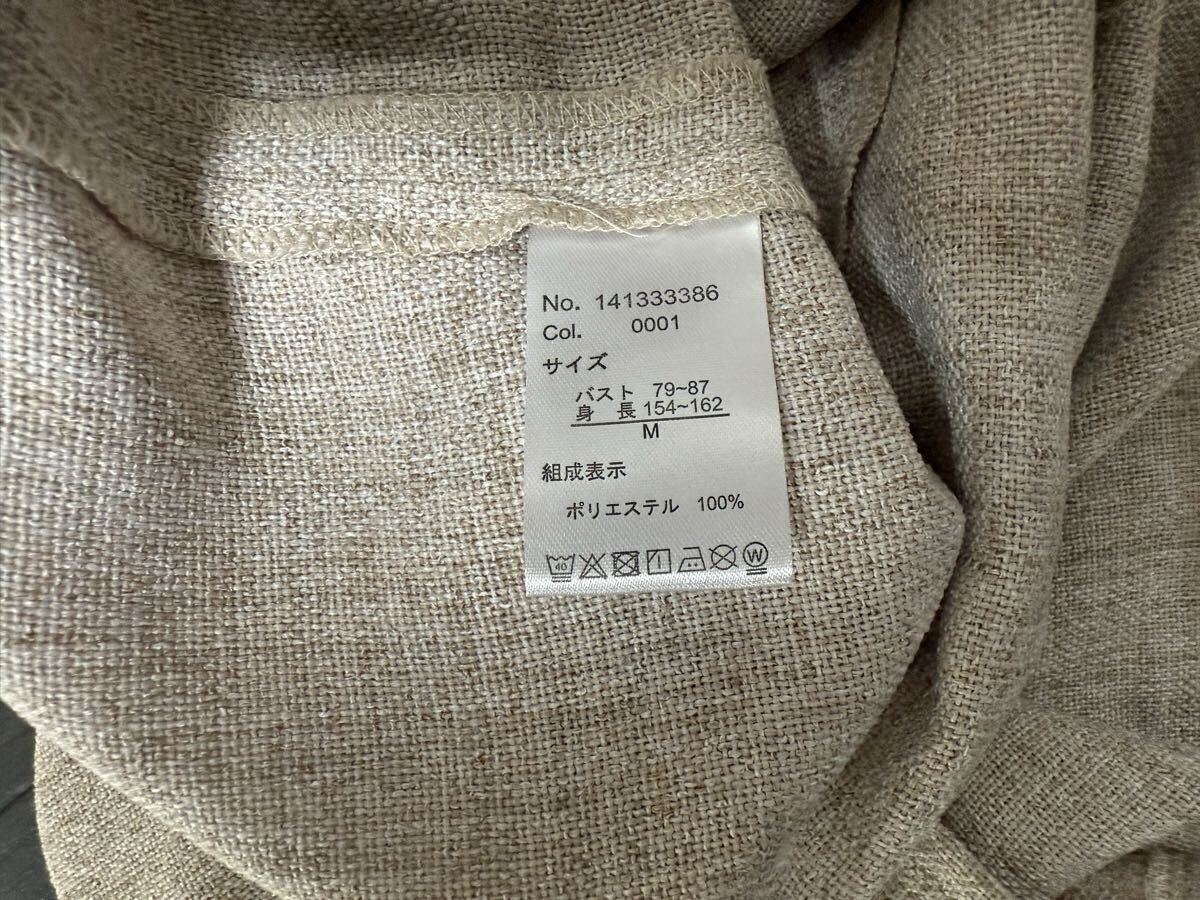 No. 141333386
Col. 0001
サイズ
バスト 79~87
身 長 154~162
M
組成表示
ポリエステル 100%
40 W